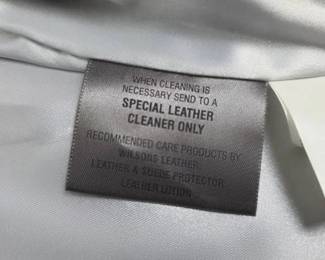 WHEN CLEANING IS
NECESSARY SEND TO A
SPECIAL LEATHER
CLEANER ONLY
RECOMMENDED CARE PRODUCTS BY
WILSONS LEATHER:
LEATHER & SUEDE PROTECTOR
LEATHER LOTION